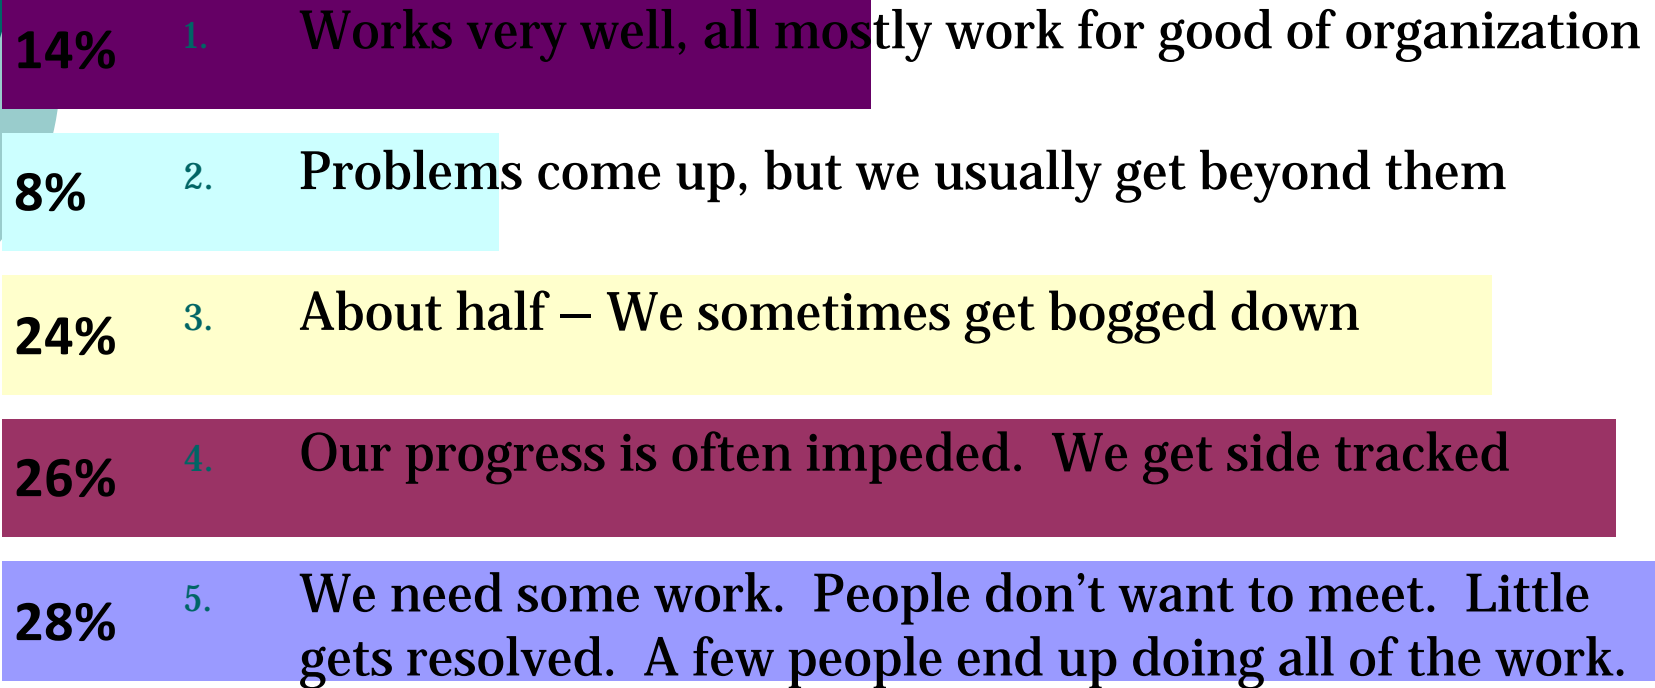 14% 1. Works very well, all mostly work for good of organization
8% 2. Problems come up, but we usually get beyond them
24% 3. About half – We sometimes get bogged down
26% 4. Our progress is often impeded.  We get side tracked
28% 5. We need some work.  People don’t want to meet.  Little
gets resolved.  A few people end up doing all of the work.